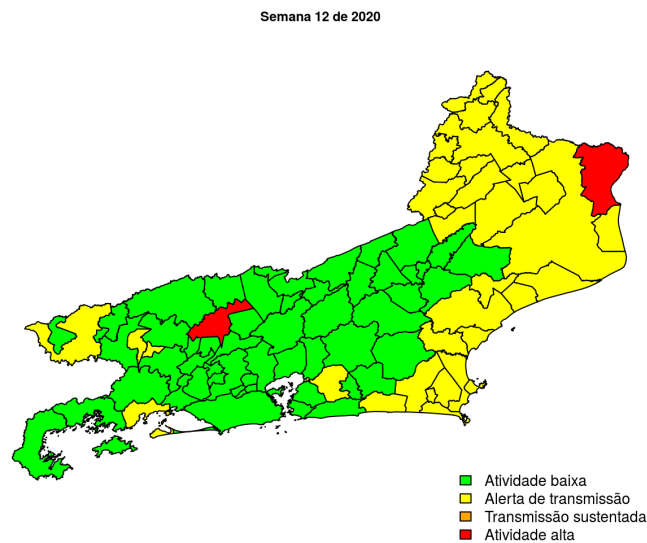 Semana 12 de 2020
Atividade baixa
Alerta de transmissão
Transmissão sustentada
Atividade alta